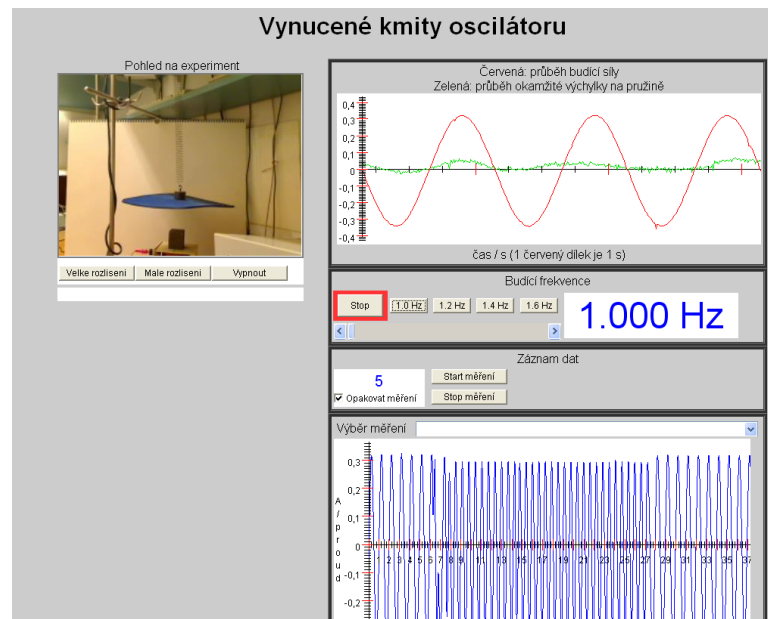 Vynucené kmity oscilátoru
Pohled na experiment
Velke rozliseni
Male rozliseni
Vypnout
Červená: průběh budící síly
Zelená: průběh okamžité výchylky na pružině
0,4
0,3
0,2
0,1
0
-0,1
-0,2
-0,3
-0,4
čas / s (1 červený dílek je 1 s)
Budící frekvence
Stop
1.0 Hz
1.2 Hz
1.4 Hz
1.6 Hz
1.000 Hz
Záznam dat
5
Opakovat měření
Start měření
Stop měření
Výběr měření
0,3
0,2
0,1
0
-0,1
-0,2
A / p r o u d
1 2 3 4 5 6 7 8 9 11 13 15 17 19 21 23 25 27 29 31 33 35 37